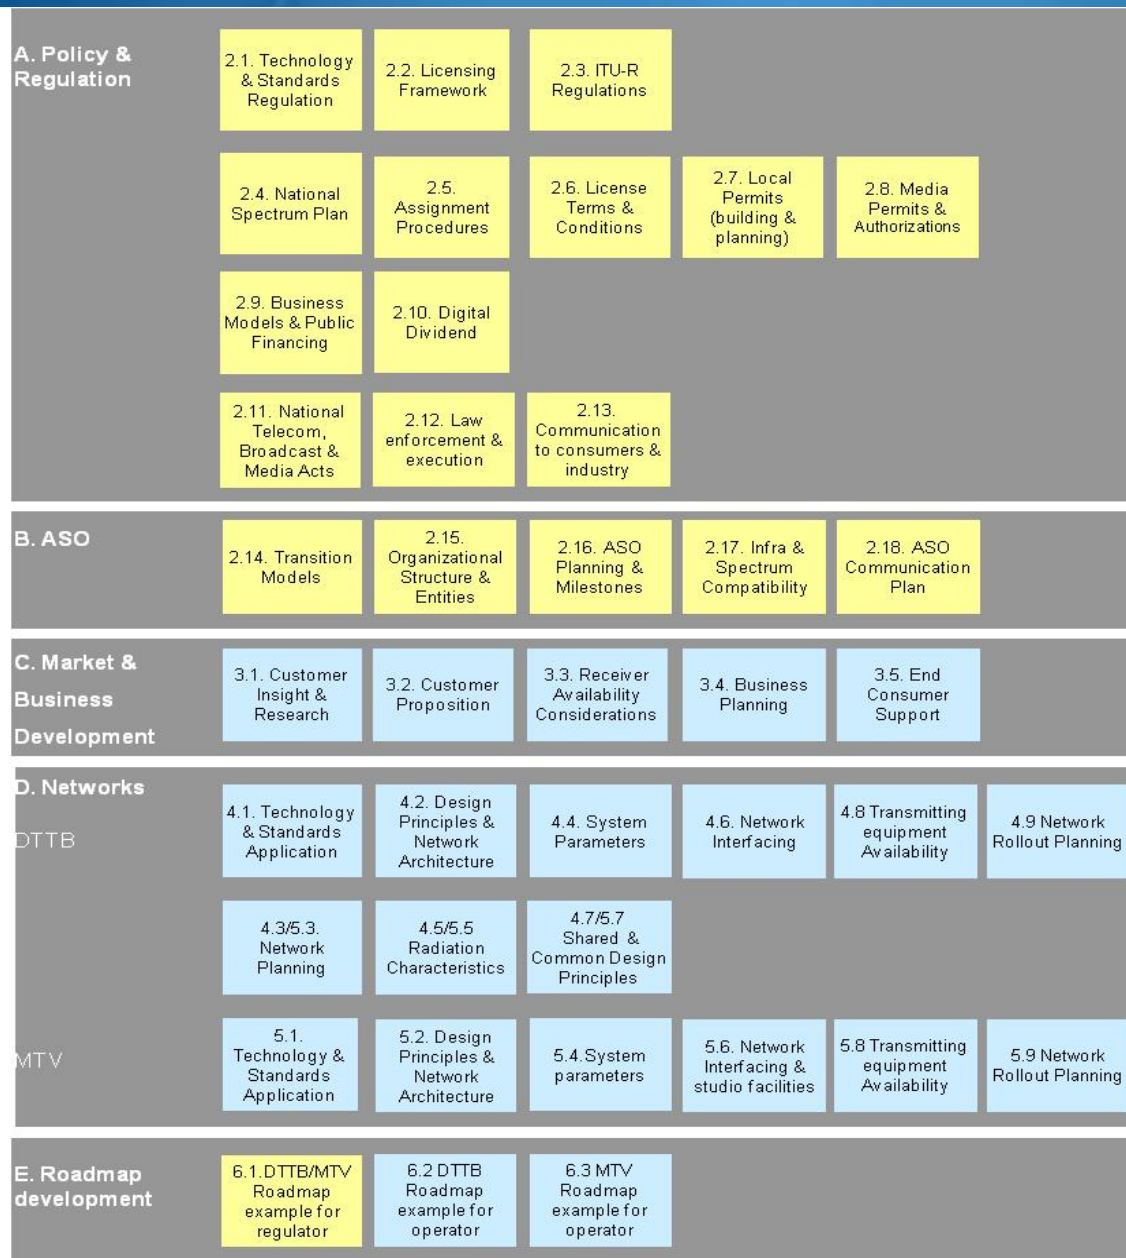 A. Policy &
Regulation
2.1. Technology
& Standards
Regulation
2.2. Licensing
Framework
2.3. ITU-R
Regulations
2.4. National
Spectrum Plan
2.5.
Assignment
Procedures
2.6. License
Terms &
Conditions
2.7. Local
Permits
(building &
planning)
2.8. Media
Permits &
Authorizations
2.9. Business
Models & Public
Financing
2.10. Digital
Dividend
2.11. National
Telecom,
Broadcast &
Media Acts
2.12. Law
enforcement &
execution
2.13.
Communication
to consumers &
industry
B. ASO
2.14. Transition
Models
2.15.
Organizational
Structure &
Entities
2.16. ASO
Planning &
Milestones
2.17. Infra &
Spectrum
Compatibility
2.18. ASO
Communication
Plan
C. Market &
Business
Development
3.1. Customer
Insight &
Research
3.2. Customer
Proposition
3.3. Receiver
Availability
Considerations
3.4. Business
Planning
3.5. End
Consumer
Support
D. Networks
DTTB
4.1. Technology
& Standards
Application
4.2. Design
Principles &
Network
Architecture
4.4. System
Parameters
4.6. Network
Interfacing
4.8 Transmitting
equipment
Availability
4.9 Network
Rollout Planning
4.3/5.3.
Network
Planning
4.5/5.5
Radiation
Characteristics
4.7/5.7
Shared &
Common Design
Principles
MTV
5.1.
Technology &
Standards
Application
5.2. Design
Principles &
Network
Architecture
5.4.System
parameters
5.6. Network
Interfacing &
studio facilities
5.8 Transmitting
equipment
Availability
5.9 Network
Rollout Planning
E. Roadmap
development
6.1.DTTB/MTV
Roadmap
example for
regulator
6.2 DTTB
Roadmap
example for
operator
6.3 MTV
Roadmap
example for
operator